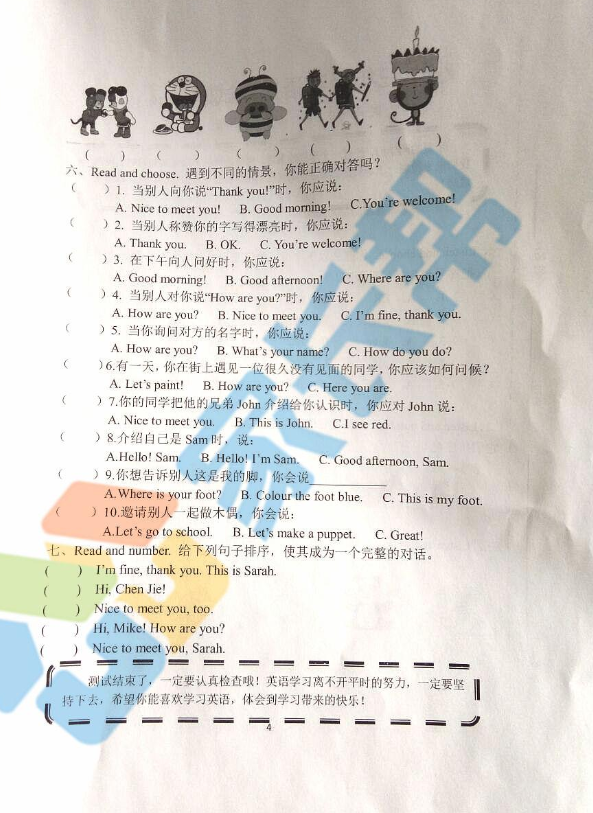 (    ) (    ) (    ) (    ) (    )
六、Read and choose. 遇到不同的情景，你能正确对答吗？
(    ) 1. 当别人向你说“Thank you!”时，你应说：
A. Nice to meet you! B. Good morning! C.You're welcome!
(    ) 2. 当别人称赞你的字写得漂亮时，你应说：
A. Thank you. B. OK. C. You're welcome!
(    ) 3. 在下午向人问好时，你应说：
A. Good morning! B. Good afternoon! C. Where are you?
(    ) 4. 当别人对你说“How are you?”时，你应说：
A. How are you? B. Nice to meet you. C. I'm fine, thank you.
(    ) 5. 当你询问对方的名字时，你应说：
A. How are you? B. What's your name? C. How do you do?
(    )6.有一天，你在街上遇见一位很久没有见面的同学，你应该如何问候？
A. Let's paint! B. How are you? C. Here you are.
(    ) 7.你的同学把他的兄弟 John 介绍给你认识时，你应对 John 说：
A. Nice to meet you. B. This is John. C.I see red.
(    ) 8.介绍自己是 Sam 时，说：
A.Hello! Sam. B. Hello! I'm Sam. C. Good afternoon, Sam.
(    ) 9.你想告诉别人这是我的脚，你会说____________
A.Where is your foot? B. Colour the foot blue. C. This is my foot.
(    ) 10.邀请别人一起做木偶，你会说：
A.Let's go to school. B. Let's make a puppet. C. Great!
七、Read and number. 给下列句子排序，使其成为一个完整的对话。
(    ) I'm fine, thank you. This is Sarah.
(    ) Hi, Chen Jie!
(    ) Nice to meet you, too.
(    ) Hi, Mike! How are you?
(    ) Nice to meet you, Sarah.
测试结束了，一定要认真检查哦！英语学习离不开平时的努力，一定要坚
持下去，希望你能喜欢学习英语，体会到学习带来的快乐！
4